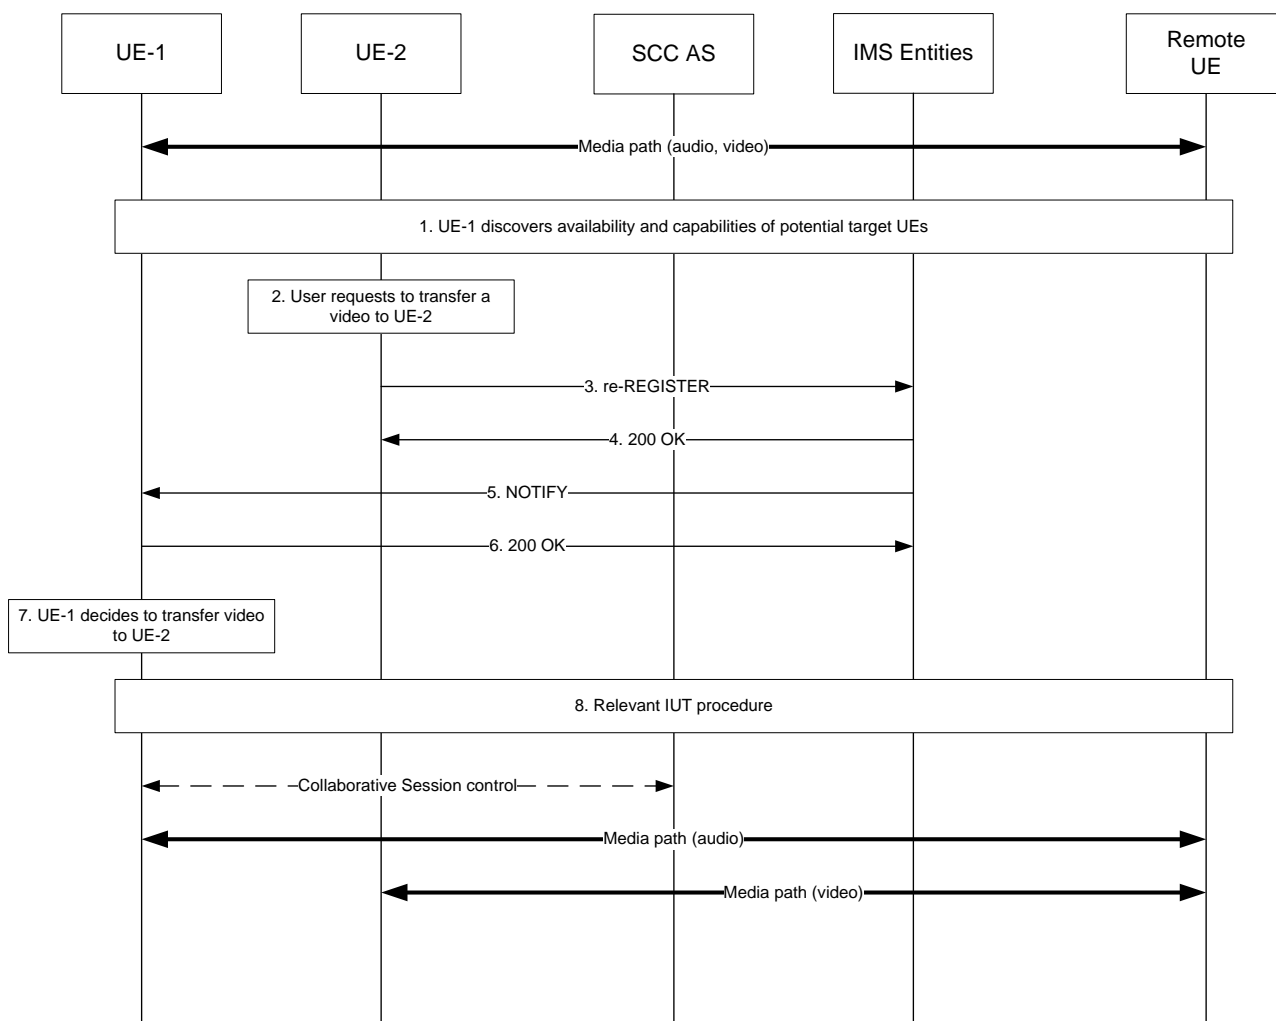 UE-1
UE-2
SCC AS
IMS Entities
Remote
UE
Media path (audio, video)
1. UE-1 discovers availability and capabilities of potential target UEs
2. User requests to transfer a
video to UE-2
3. re-REGISTER
4. 200 OK
5. NOTIFY
6. 200 OK
7. UE-1 decides to transfer video
to UE-2
8. Relevant IUT procedure
Collaborative Session control
Media path (audio)
Media path (video)